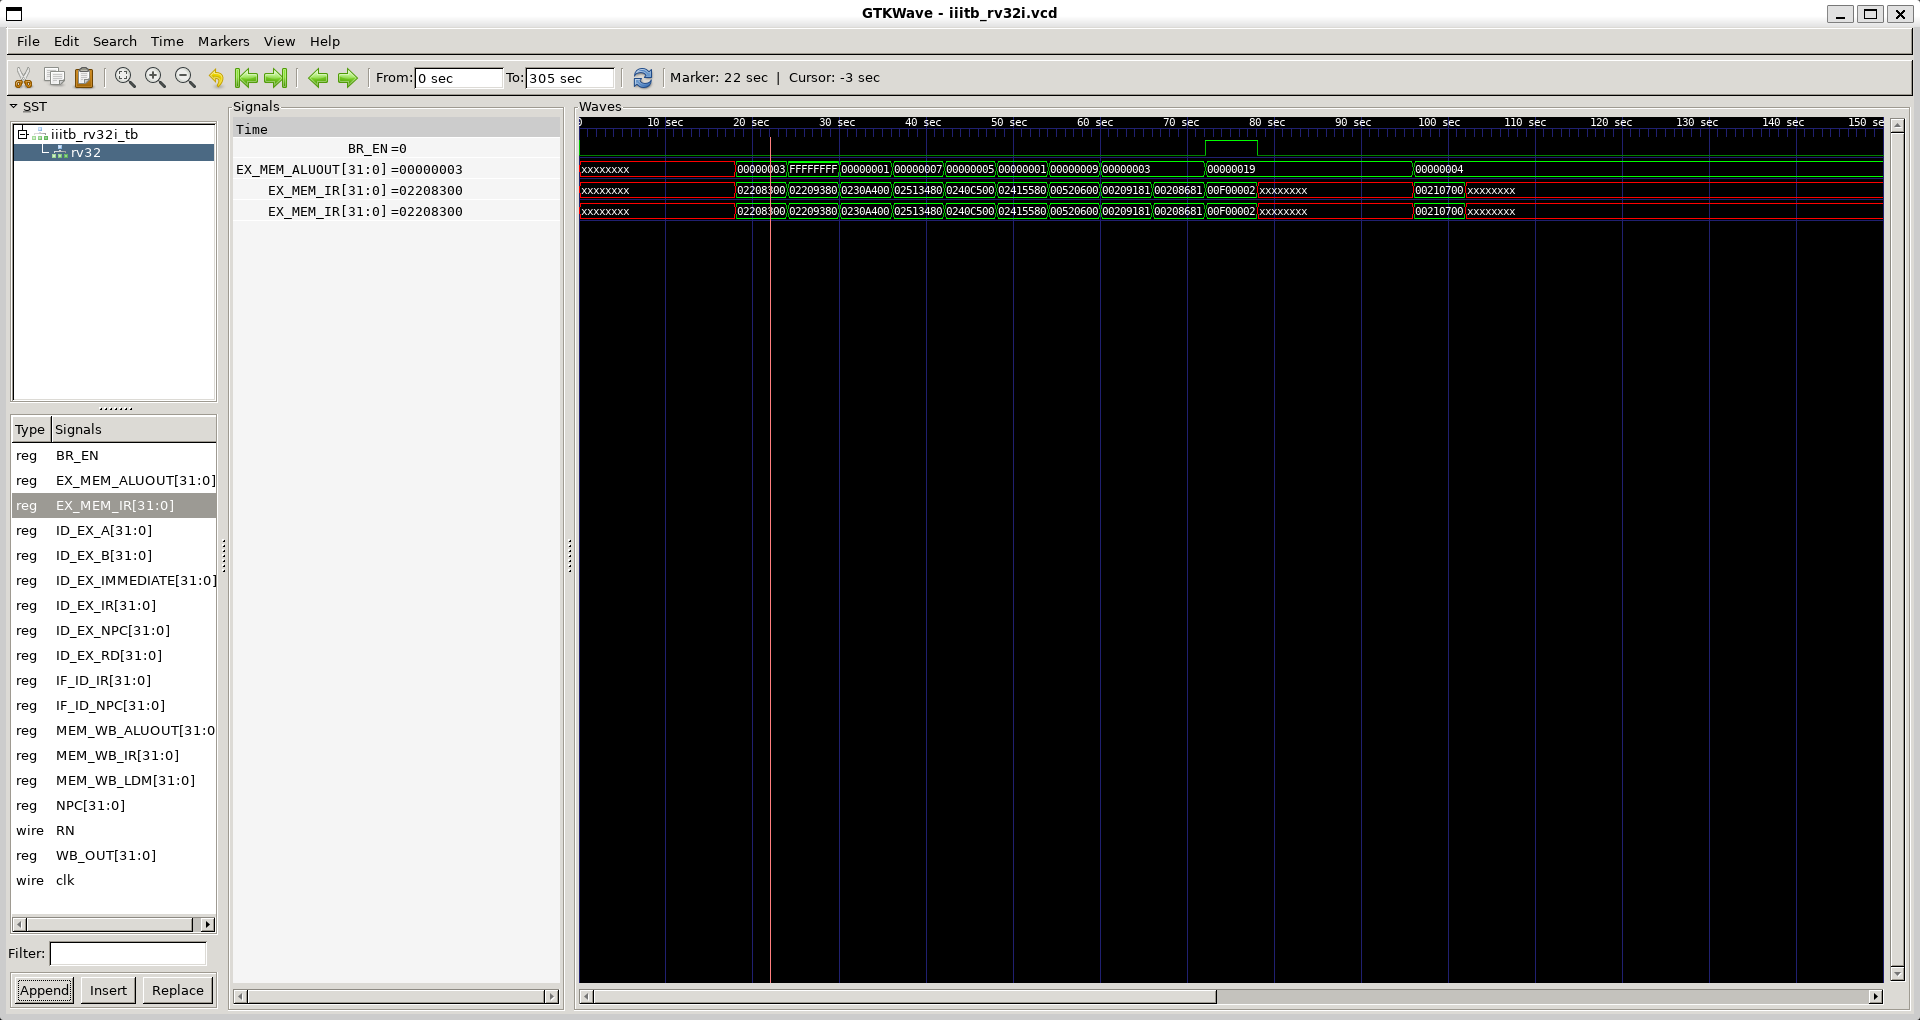 GTKWave - iiitb_rv32i.vcd
File Edit Search Time Markers View Help
From: 0 sec To: 305 sec Marker: 22 sec | Cursor: -3 sec
SST
iiitb_rv32i_tb
rv32
Type Signals
reg BR_EN
reg EX_MEM_ALUOUT[31:0]
reg EX_MEM_IR[31:0]
reg ID_EX_A[31:0]
reg ID_EX_B[31:0]
reg ID_EX_IMMEDIATE[31:0]
reg ID_EX_IR[31:0]
reg ID_EX_NPC[31:0]
reg ID_EX_RD[31:0]
reg IF_ID_IR[31:0]
reg IF_ID_NPC[31:0]
reg MEM_WB_ALUOUT[31:0
reg MEM_WB_IR[31:0]
reg MEM_WB_LDM[31:0]
reg NPC[31:0]
wire RN
reg WB_OUT[31:0]
wire clk
Filter:
Append Insert Replace
Signals
Time
BR_EN =0
EX_MEM_ALUOUT[31:0] =00000003
EX_MEM_IR[31:0] =02208300
EX_MEM_IR[31:0] =02208300
Waves
0 10 sec 20 sec 30 sec 40 sec 50 sec 60 sec 70 sec 80 sec 90 sec 100 sec 110 sec 120 sec 130 sec 140 sec 150 se
xxxxxxxx 00000003 FFFFFFFF 00000001 00000007 00000005 00000001 00000009 00000003 00000019 00000004
xxxxxxxx 02208300 02209380 0230A400 02513480 0240C500 02415580 00520600 00209181 00208681 00F00002 xxxxxxxx 00210700 xxxxxxxx
xxxxxxxx 02208300 02209380 0230A400 02513480 0240C500 02415580 00520600 00209181 00208681 00F00002 xxxxxxxx 00210700 xxxxxxxx